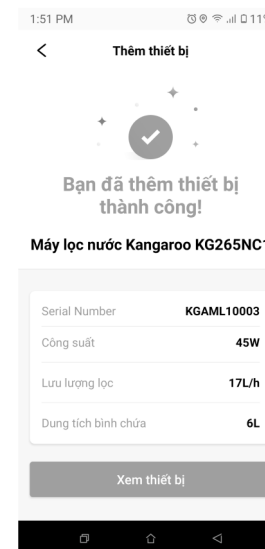 1:51 PM 11%
Thêm thiết bị
Bạn đã thêm thiết bị
thành công!
Máy lọc nước Kangaroo KG265NC
Serial Number KGAML10003
Công suất 45W
Lưu lượng lọc 17L/h
Dung tích bình chứa 6L
Xem thiết bị